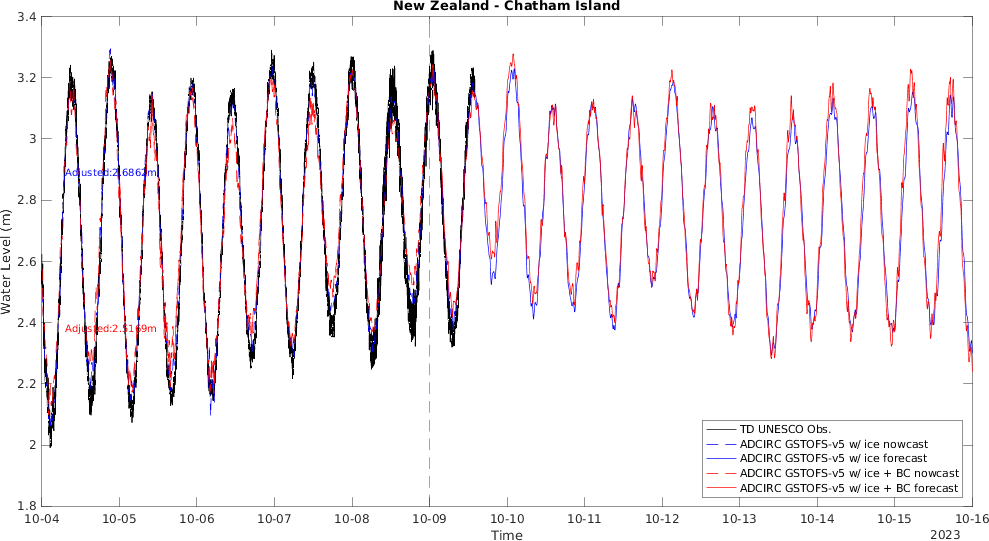 New Zealand - Chatham Island
3.4
3.2
3
2.8
2.6
2.4
2.2
2
1.8
Water Level (m)
Adjusted:2.6862m
Adjusted:2.5169m
TD UNESCO Obs.
ADCIRC GSTOFS-v5 w/ ice nowcast
ADCIRC GSTOFS-v5 w/ ice forecast
ADCIRC GSTOFS-v5 w/ ice + BC nowcast
ADCIRC GSTOFS-v5 w/ ice + BC forecast
10-04 10-05 10-06 10-07 10-08 10-09 10-10 10-11 10-12 10-13 10-14 10-15 10-16
Time
2023